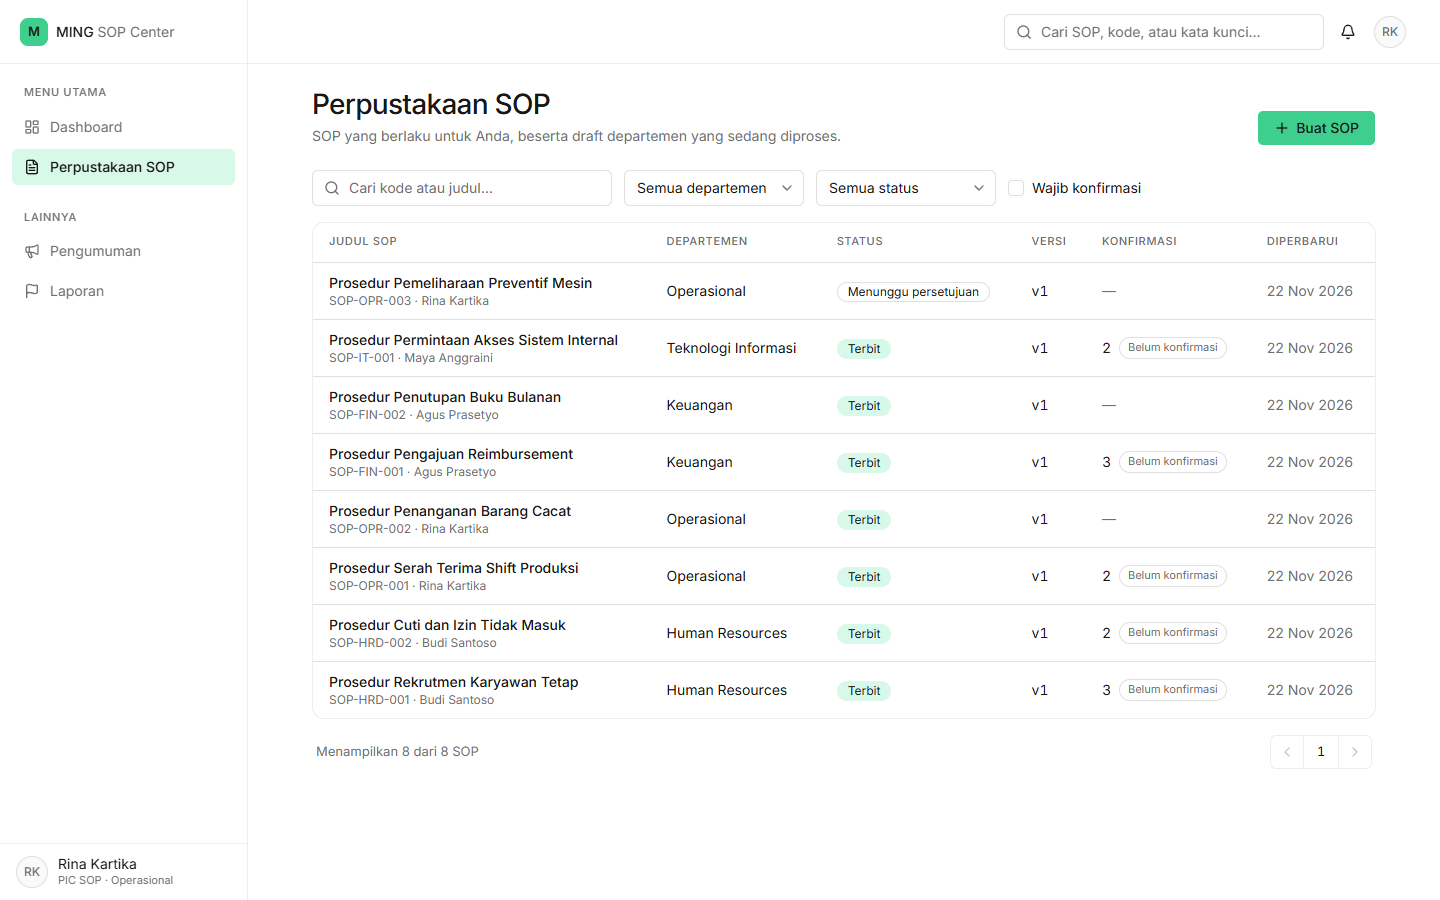 M MING SOP Center
Cari SOP, kode, atau kata kunci...
RK
MENU UTAMA
Dashboard
Perpustakaan SOP
LAINNYA
Pengumuman
Laporan
Perpustakaan SOP
SOP yang berlaku untuk Anda, beserta draft departemen yang sedang diproses.
+ Buat SOP
Cari kode atau judul...
Semua departemen
Semua status
Wajib konfirmasi
JUDUL SOP DEPARTEMEN STATUS VERSI KONFIRMASI DIPERBARUI
Prosedur Pemeliharaan Preventif Mesin
SOP-OPR-003 · Rina Kartika
Operasional Menunggu persetujuan v1 — 22 Nov 2026
Prosedur Permintaan Akses Sistem Internal
SOP-IT-001 · Maya Anggraini
Teknologi Informasi Terbit v1 2 Belum konfirmasi 22 Nov 2026
Prosedur Penutupan Buku Bulanan
SOP-FIN-002 · Agus Prasetyo
Keuangan Terbit v1 — 22 Nov 2026
Prosedur Pengajuan Reimbursement
SOP-FIN-001 · Agus Prasetyo
Keuangan Terbit v1 3 Belum konfirmasi 22 Nov 2026
Prosedur Penanganan Barang Cacat
SOP-OPR-002 · Rina Kartika
Operasional Terbit v1 — 22 Nov 2026
Prosedur Serah Terima Shift Produksi
SOP-OPR-001 · Rina Kartika
Operasional Terbit v1 2 Belum konfirmasi 22 Nov 2026
Prosedur Cuti dan Izin Tidak Masuk
SOP-HRD-002 · Budi Santoso
Human Resources Terbit v1 2 Belum konfirmasi 22 Nov 2026
Prosedur Rekrutmen Karyawan Tetap
SOP-HRD-001 · Budi Santoso
Human Resources Terbit v1 3 Belum konfirmasi 22 Nov 2026
Menampilkan 8 dari 8 SOP
1
RK
Rina Kartika
PIC SOP · Operasional